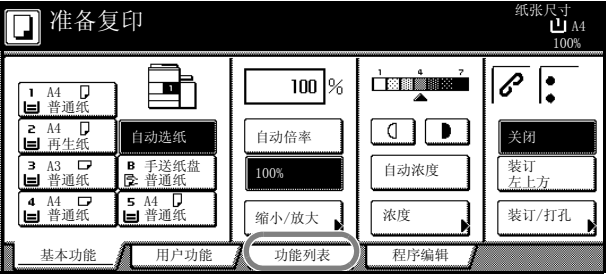 准备复印
纸张尺寸
A4
100%
1 A4
普通纸
2 A4
再生纸
3 A3
普通纸
4 A4
普通纸
1
自动选纸
B 手送纸盘
普通纸
5 A4
普通纸
100 %
自动倍率
100%
缩小/放大
1 4 7
自动浓度
浓度
关闭
装订
左上方
装订/打孔
基本功能
用户功能
功能列表
程序编辑